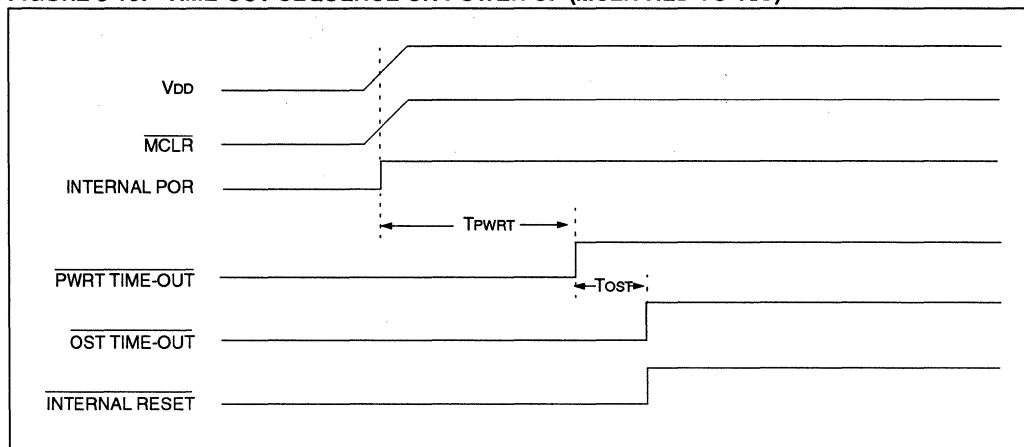 VDD
MCLR
INTERNAL POR
TPWRT
PWRT TIME-OUT
TOST
OST TIME-OUT
INTERNAL RESET